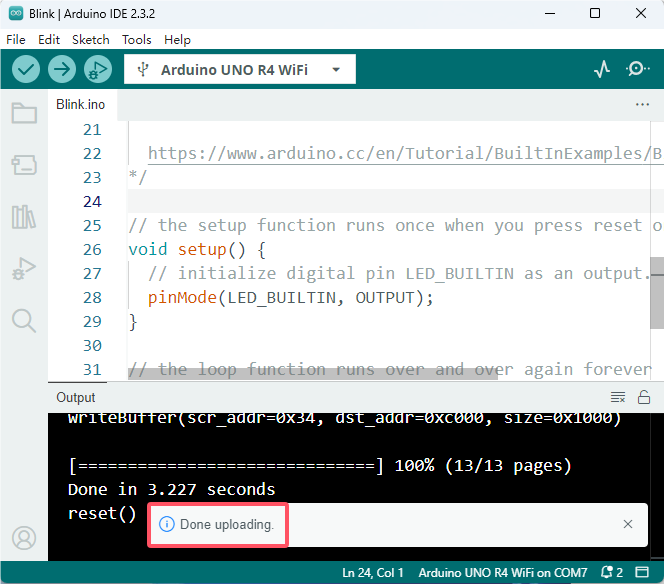 Blink | Arduino IDE 2.3.2
File Edit Sketch Tools Help
Arduino UNO R4 WiFi
Blink.ino
21
22 https://www.arduino.cc/en/Tutorial/BuiltInExamples/B
23 */
24
25 // the setup function runs once when you press reset o
26 void setup() {
27 // initialize digital pin LED_BUILTIN as an output.
28 pinMode(LED_BUILTIN, OUTPUT);
29 }
30
31 // the loop function runs over and over again forever
Output
writeBuffer(scr_addr=0x34, dst_addr=0xc000, size=0x1000)
[==============================] 100% (13/13 pages)
Done in 3.227 seconds
reset()
Done uploading.
Ln 24, Col 1 Arduino UNO R4 WiFi on COM7 2